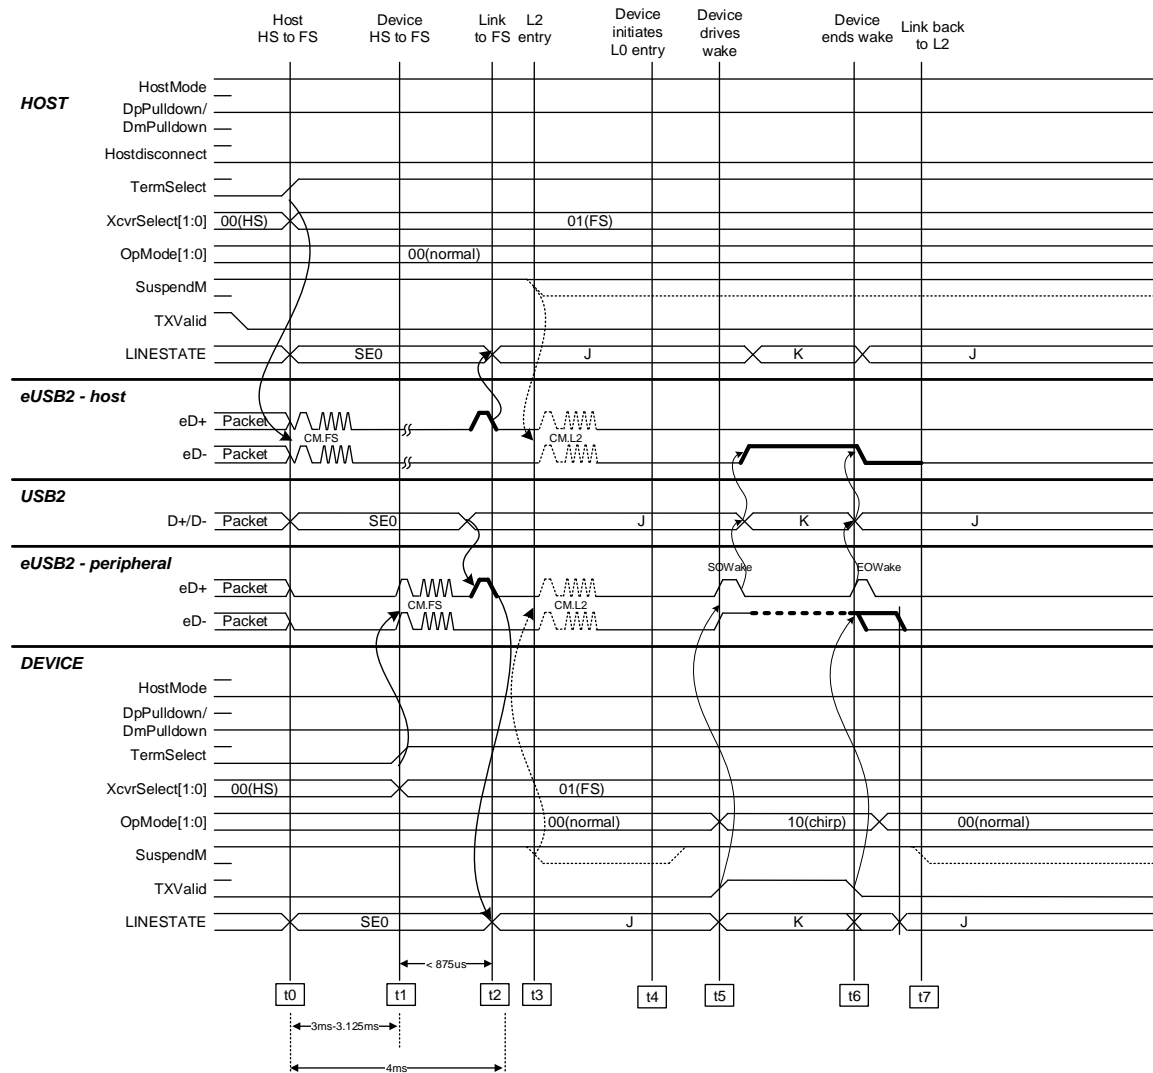 Host
HS to FS
Device
HS to FS
Link
to FS
L2
entry
Device
initiates
L0 entry
Device
drives
wake
Device
ends wake
Link back
to L2
HOST
HostMode
DpPulldown/
DmPulldown
Hostdisconnect
TermSelect
XcvrSelect[1:0] 00(HS) 01(FS)
OpMode[1:0] 00(normal)
SuspendM
TXValid
LINESTATE SE0 J K J
eUSB2 - host
eD+ Packet
CM.FS CM.L2
eD- Packet
USB2
D+/D- Packet SE0 J K J
eUSB2 - peripheral
SOWake EOWake
eD+ Packet
CM.FS CM.L2
eD- Packet
DEVICE
HostMode
DpPulldown/
DmPulldown
TermSelect
XcvrSelect[1:0] 00(HS) 01(FS)
OpMode[1:0] 00(normal) 10(chirp) 00(normal)
SuspendM
TXValid
LINESTATE SE0 J K J
< 875us
t0 t1 t2 t3 t4 t5 t6 t7
3ms-3.125ms
4ms